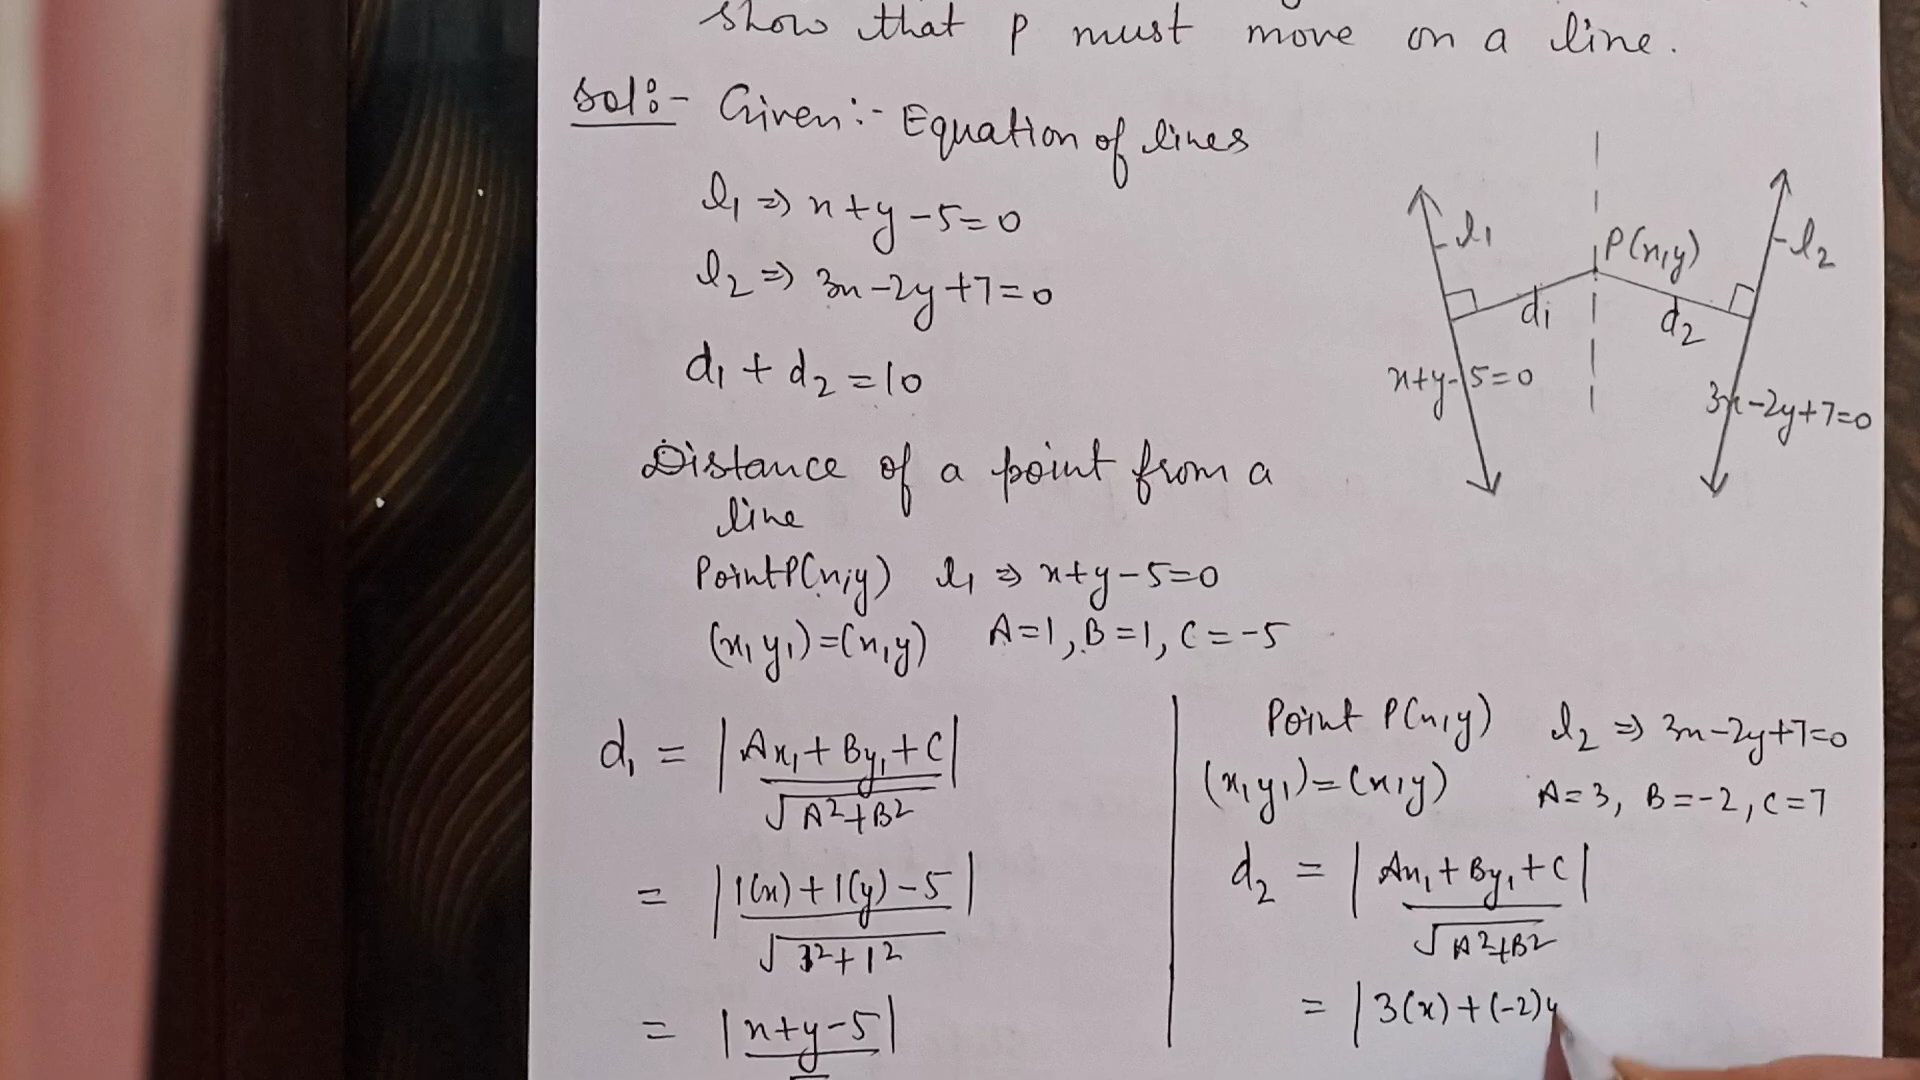 show that P must move on a line.
Sol:- Given:- Equation of lines
l₁ ⇒ x+y-5=0
l₂ ⇒ 3x-2y+7=0
d₁ + d₂ = 10
Distance of a point from a
line
Point P(x,y) l₁ ⇒ x+y-5=0
(x₁ y₁)=(x,y) A=1, B=1, C=-5
d₁ = |Ax₁+By₁+C|
√A²+B²
= |1(x)+1(y)-5|
√1²+1²
= |x+y-5|
Point P(x,y) l₂ ⇒ 3x-2y+7=0
(x₁y₁)=(x,y) A=3, B=-2, C=7
d₂ = |Ax₁+By₁+C|
√A²+B²
= |3(x)+(-2)y
l₁
P(x,y)
l₂
d₁
d₂
x+y-5=0
3x-2y+7=0